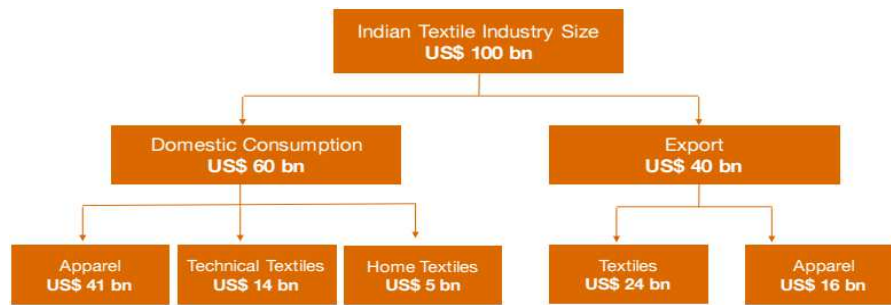 Indian Textile Industry Size
US$ 100 bn
Domestic Consumption
US$ 60 bn
Export
US$ 40 bn
Apparel
US$ 41 bn
Technical Textiles
US$ 14 bn
Home Textiles
US$ 5 bn
Textiles
US$ 24 bn
Apparel
US$ 16 bn